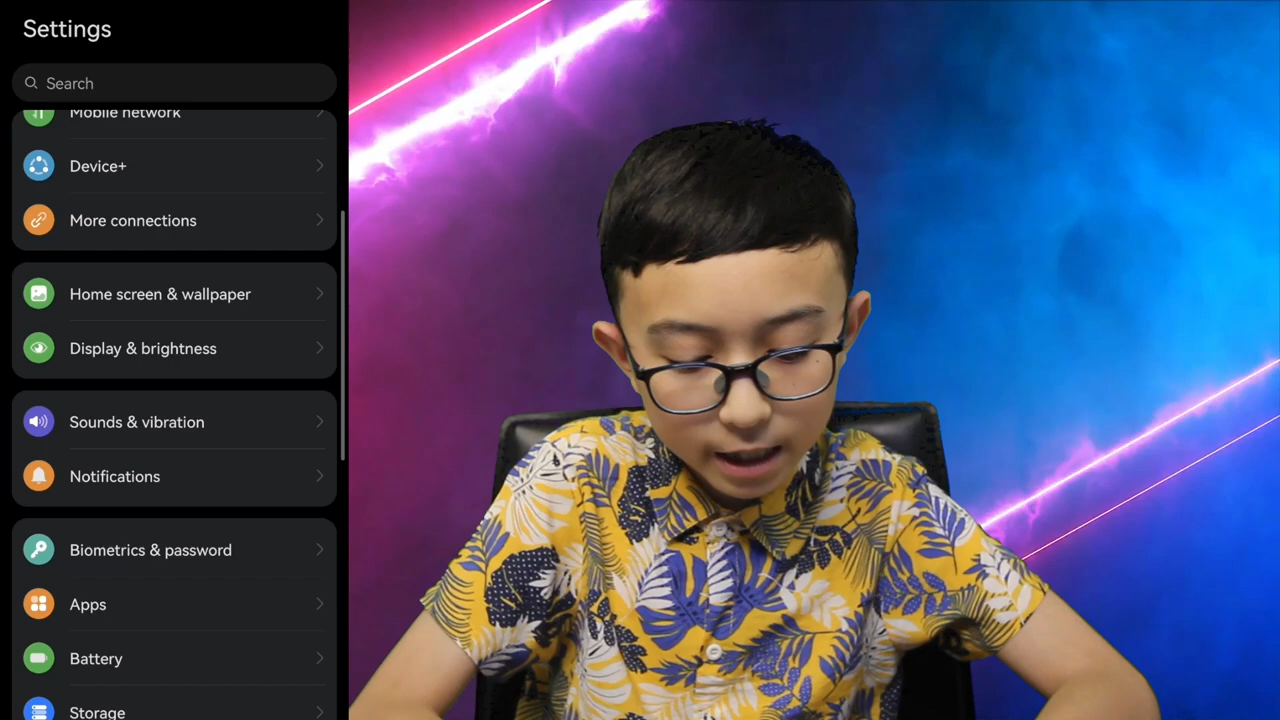 Settings
Search
Mobile network
Device+
More connections
Home screen & wallpaper
Display & brightness
Sounds & vibration
Notifications
Biometrics & password
Apps
Battery
Storage